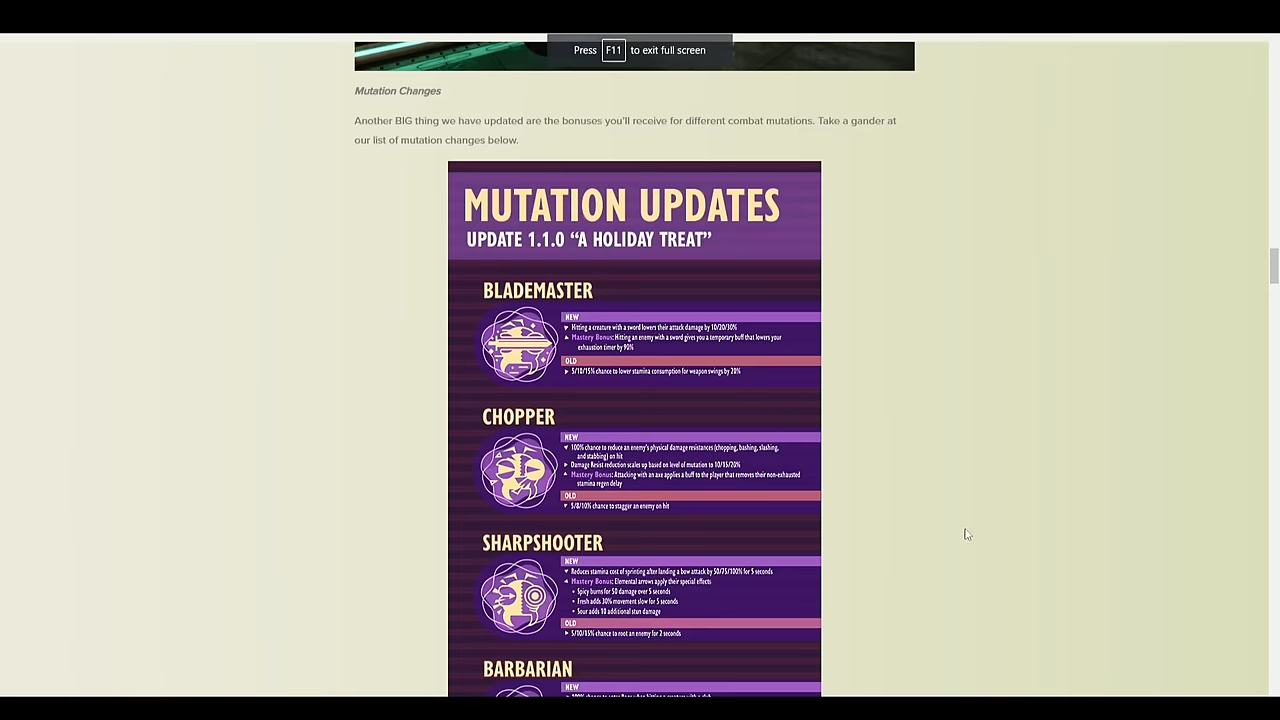 Press F11 to exit full screen
Mutation Changes
Another BIG thing we have updated are the bonuses you'll receive for different combat mutations. Take a gander at
our list of mutation changes below.
MUTATION UPDATES
UPDATE 1.1.0 “A HOLIDAY TREAT”
BLADEMASTER
NEW
Hitting a creature with a sword lowers their attack damage by 10/20/30%
Mastery Bonus: Hitting an enemy with a sword gives you a temporary buff that lowers your
exhaustion timer by 90%
OLD
5/10/15% chance to lower stamina consumption for weapon swings by 20%
CHOPPER
NEW
100% chance to reduce an enemy's physical damage resistances (chopping, bashing, slashing,
and stabbing) on hit
Damage Resist reduction scales up based on level of mutation to 10/15/20%
Mastery Bonus: Attacking with an axe applies a buff to the player that removes their non-exhausted
stamina regen delay
OLD
5/8/10% chance to stagger an enemy on hit
SHARPSHOOTER
NEW
Reduces stamina cost of sprinting after landing a bow attack by 50/75/100% for 5 seconds
Mastery Bonus: Elemental arrows apply their special effects
Spicy burns for 50 damage over 5 seconds
Fresh adds 30% movement slow for 5 seconds
Sour adds 10 additional stun damage
OLD
5/10/15% chance to root an enemy for 2 seconds
BARBARIAN
NEW